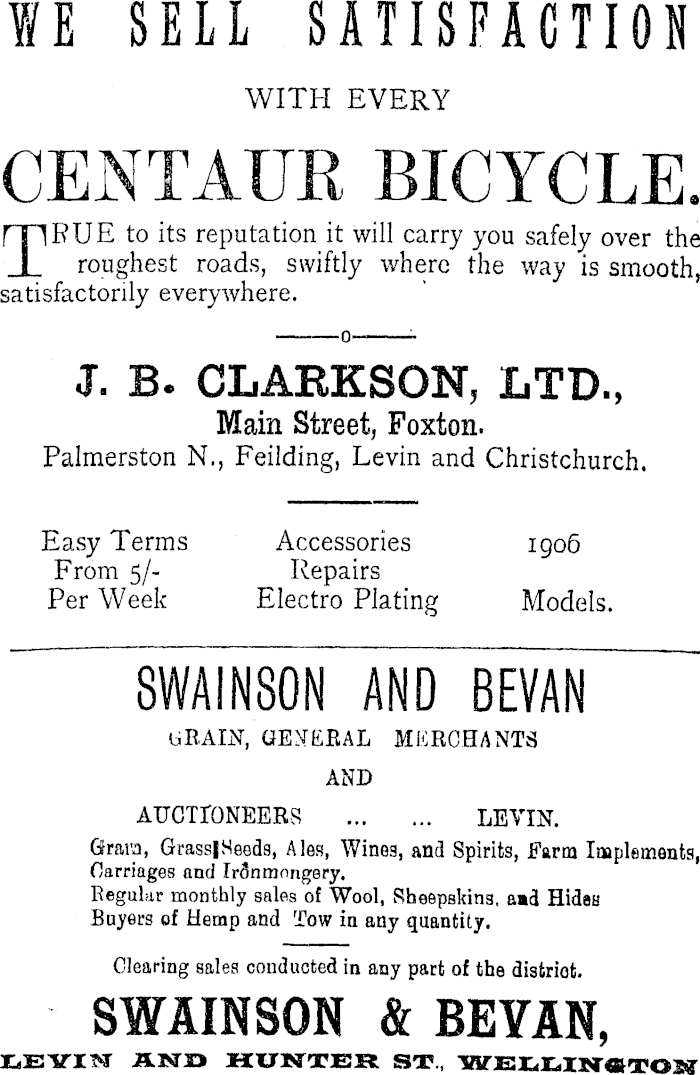 WE SELL SATISFACTION
WITH EVERY
CENTAUR BICYCLE.
TRUE to its reputation it will carry you safely over the
roughest roads, swiftly where the way is smooth,
satisfactorily everywhere.
o
J. B. CLARKSON, LTD.,
Main Street, Foxton.
Palmerston N., Feilding, Levin and Christchurch.
Easy Terms Accessories 1906
From 5/- Repairs
Per Week Electro Plating Models.
SWAINSON AND BEVAN
GRAIN, GENERAL MERCHANTS
AND
AUCTIONEERS ... ... LEVIN.
Grain, Grass Seeds, Ales, Wines, and Spirits, Farm Implements,
Carriages and Ironmongery.
Regular monthly sales of Wool, Sheepskins, and Hides
Buyers of Hemp and Tow in any quantity.
Clearing sales conducted in any part of the district.
SWAINSON & BEVAN,
LEVIN AND HUNTER ST., WELLINGTON